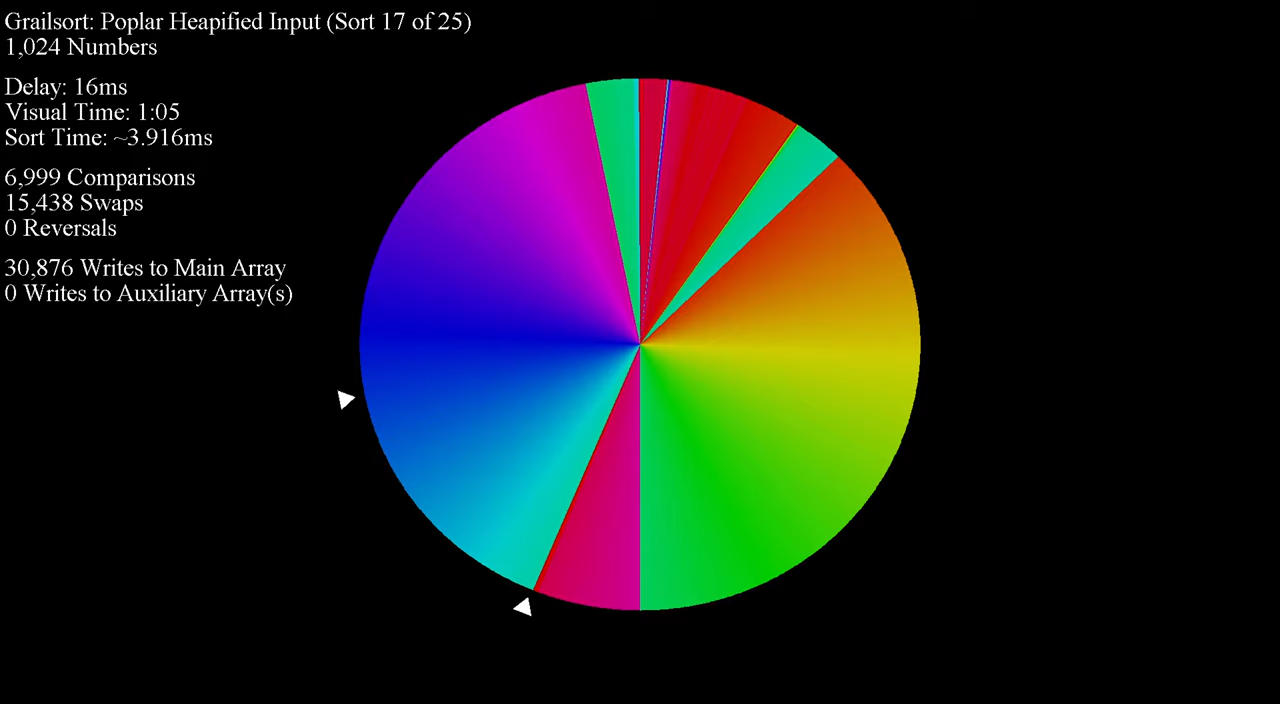 Grailsort: Poplar Heapified Input (Sort 17 of 25)
1,024 Numbers
Delay: 16ms
Visual Time: 1:05
Sort Time: ~3.916ms
6,999 Comparisons
15,438 Swaps
0 Reversals
30,876 Writes to Main Array
0 Writes to Auxiliary Array(s)